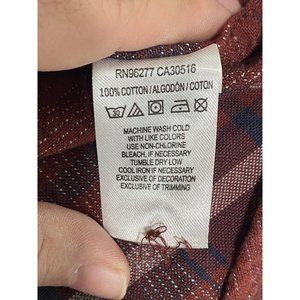 RN96277 CA30516
100% COTTON / ALGODÓN / COTON
MACHINE WASH COLD
WITH LIKE COLORS
USE NON-CHLORINE
BLEACH, IF NEEDED
TUMBLE DRY LOW
COOL IRON IF NECESSARY
EXCLUSIVE OF DECORATION
EXCLUSIVE OF TRIMMING